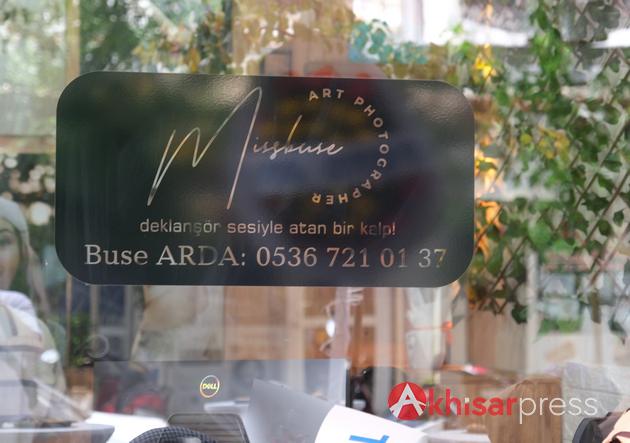 Missbuse
ART PHOTOGRAPHER
deklanşör sesiyle atan bir kalp!
Buse ARDA: 0536 721 01 37
DELL
Akhisarpress